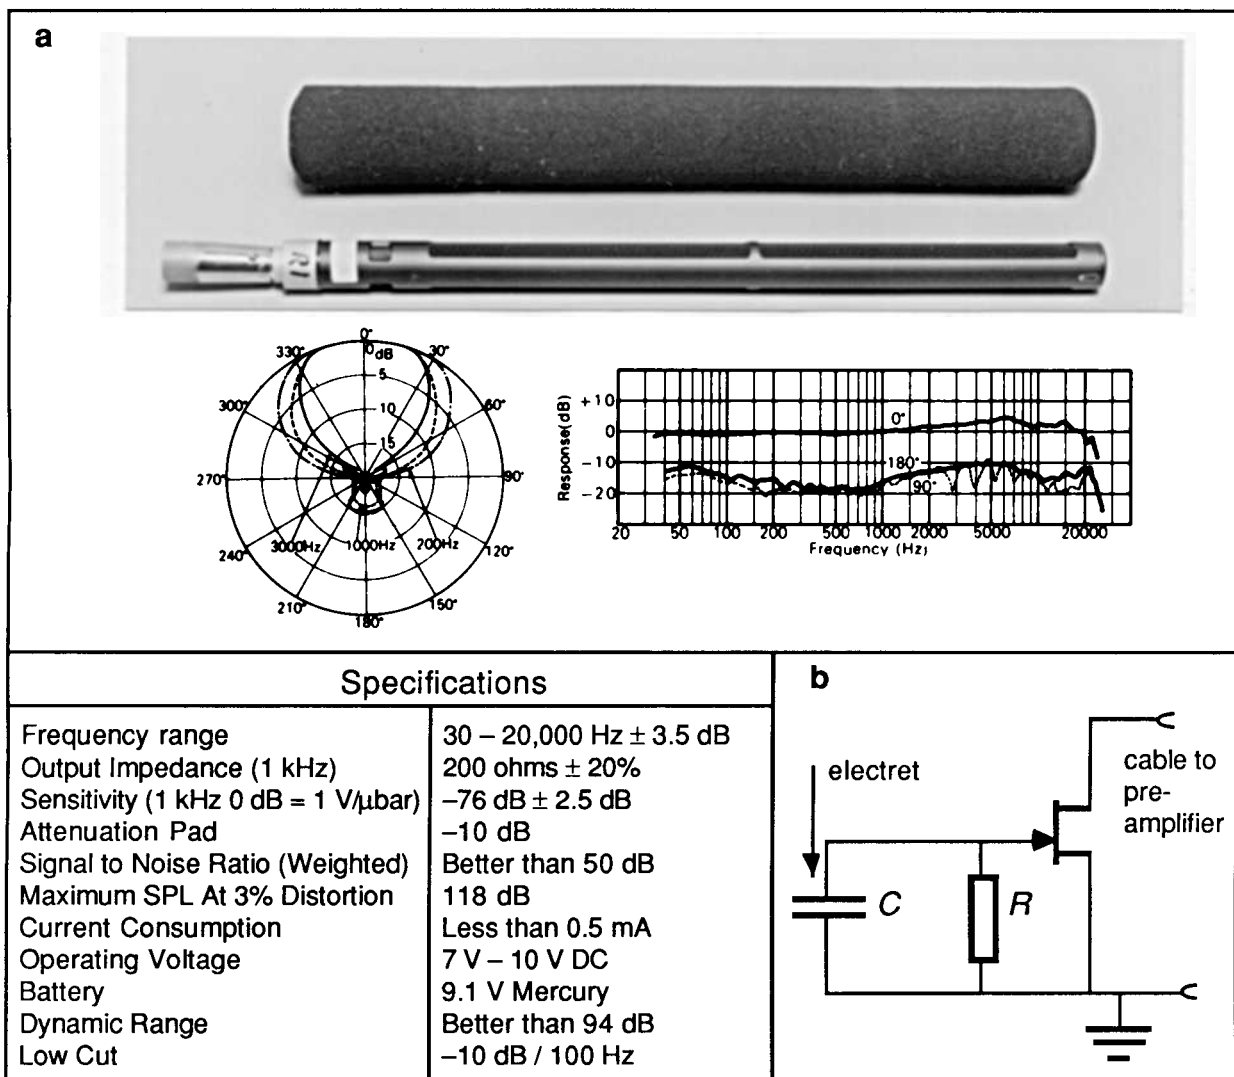 a
R1
0°
0 dB
330°
30°
5
300°
10
60°
15
270°
90°
240°
3000Hz
1000Hz
200Hz
120°
210°
180°
150°
Response(dB)
+10
0
-10
-20
0°
180°
90°
20
50
100
200
500
1000
2000
5000
20000
Frequency (Hz)
Specifications
Frequency range 30 – 20,000 Hz ± 3.5 dB
Output Impedance (1 kHz) 200 ohms ± 20%
Sensitivity (1 kHz 0 dB = 1 V/μbar) –76 dB ± 2.5 dB
Attenuation Pad –10 dB
Signal to Noise Ratio (Weighted) Better than 50 dB
Maximum SPL At 3% Distortion 118 dB
Current Consumption Less than 0.5 mA
Operating Voltage 7 V – 10 V DC
Battery 9.1 V Mercury
Dynamic Range Better than 94 dB
Low Cut –10 dB / 100 Hz
b
electret
cable to
pre-
amplifier
C
R